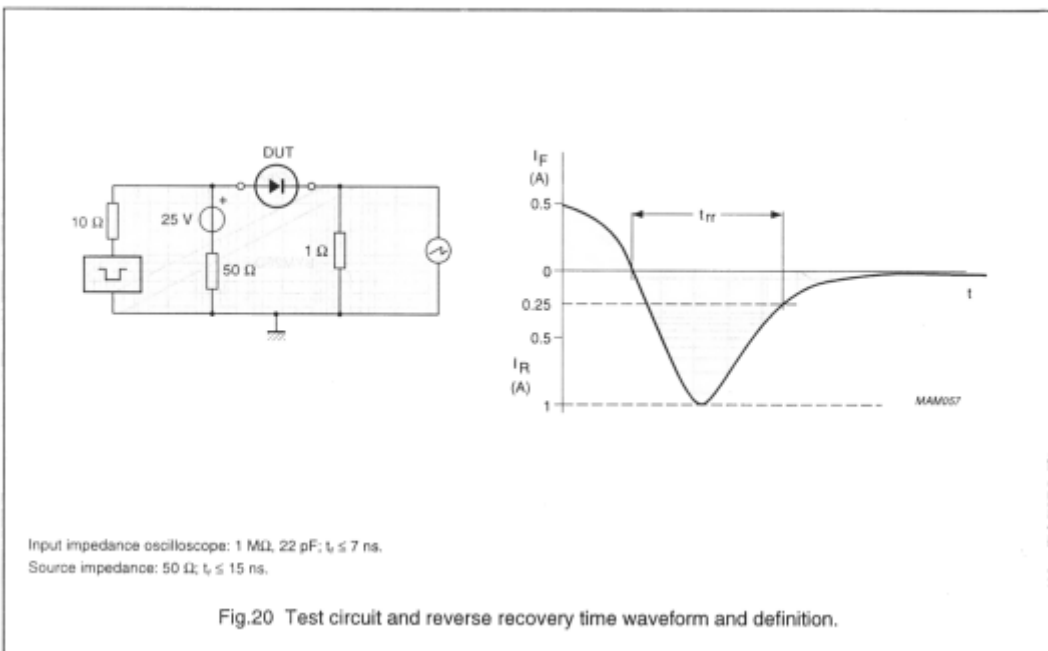 DUT
+
10 Ω
25 V
50 Ω
1 Ω
I_F
(A)
0.5
t_rr
0
t
0.25
0.5
I_R
(A)
1
MAM057
Input impedance oscilloscope: 1 MΩ, 22 pF; t_r ≤ 7 ns.
Source impedance: 50 Ω; t_r ≤ 15 ns.
Fig.20 Test circuit and reverse recovery time waveform and definition.